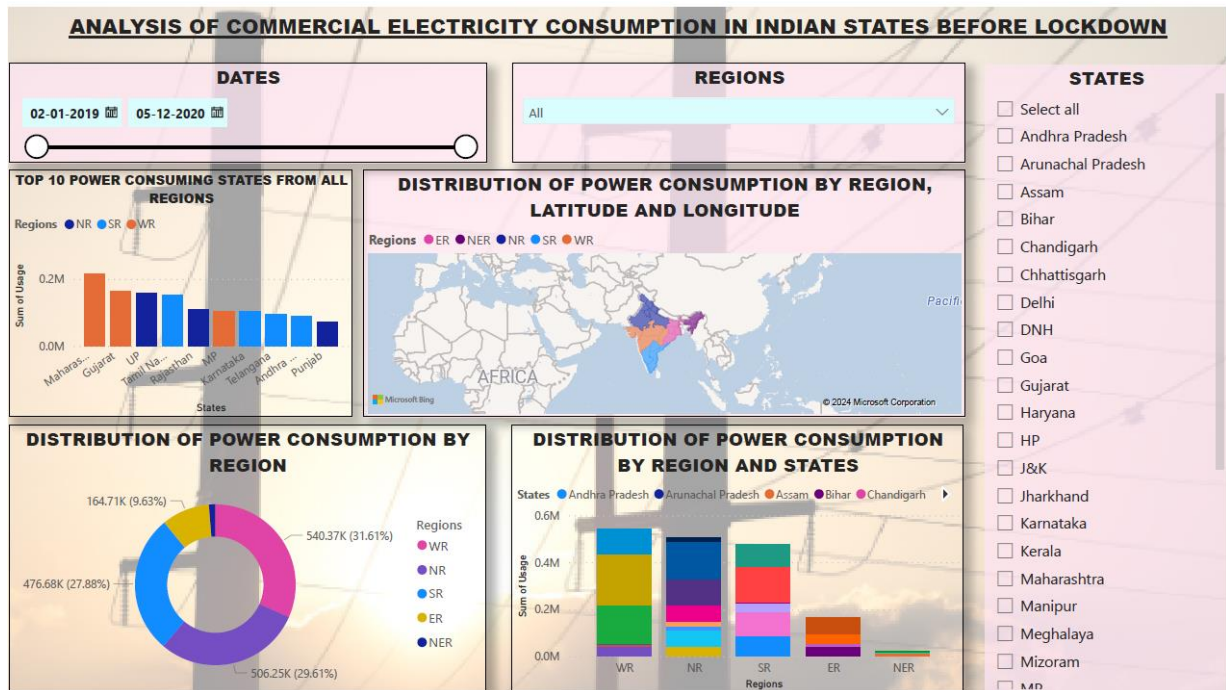 ANALYSIS OF COMMERCIAL ELECTRICITY CONSUMPTION IN INDIAN STATES BEFORE LOCKDOWN
DATES
02-01-2019 05-12-2020
REGIONS
All
STATES
Select all
Andhra Pradesh
Arunachal Pradesh
Assam
Bihar
Chandigarh
Chhattisgarh
Delhi
DNH
Goa
Gujarat
Haryana
HP
J&K
Jharkhand
Karnataka
Kerala
Maharashtra
Manipur
Meghalaya
Mizoram
MP
TOP 10 POWER CONSUMING STATES FROM ALL
REGIONS
Regions NR SR WR
Sum of Usage
0.2M
0.0M
Maharas... Gujarat UP Tamil Na... Rajasthan MP Karnataka Telangana Andhra ... Punjab
States
DISTRIBUTION OF POWER CONSUMPTION BY REGION,
LATITUDE AND LONGITUDE
Regions ER NER NR SR WR
Pacifi
AFRICA
Microsoft Bing
© 2024 Microsoft Corporation
DISTRIBUTION OF POWER CONSUMPTION BY
REGION
164.71K (9.63%)
540.37K (31.61%)
476.68K (27.88%)
506.25K (29.61%)
Regions
WR
NR
SR
ER
NER
DISTRIBUTION OF POWER CONSUMPTION
BY REGION AND STATES
States Andhra Pradesh Arunachal Pradesh Assam Bihar Chandigarh
Sum of Usage
0.6M
0.4M
0.2M
0.0M
WR NR SR ER NER
Regions